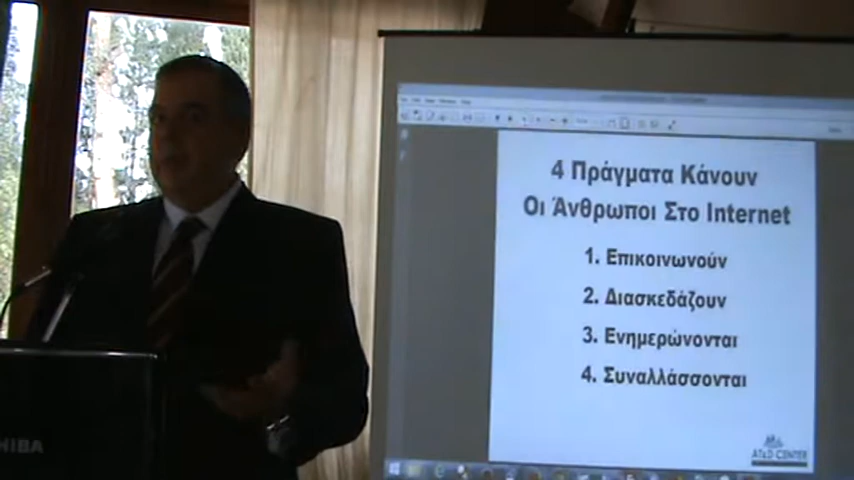 4 Πράγματα Κάνουν
Οι Άνθρωποι Στο Internet
1. Επικοινωνούν
2. Διασκεδάζουν
3. Ενημερώνονται
4. Συναλλάσσονται
AT&D CENTER
HIBA